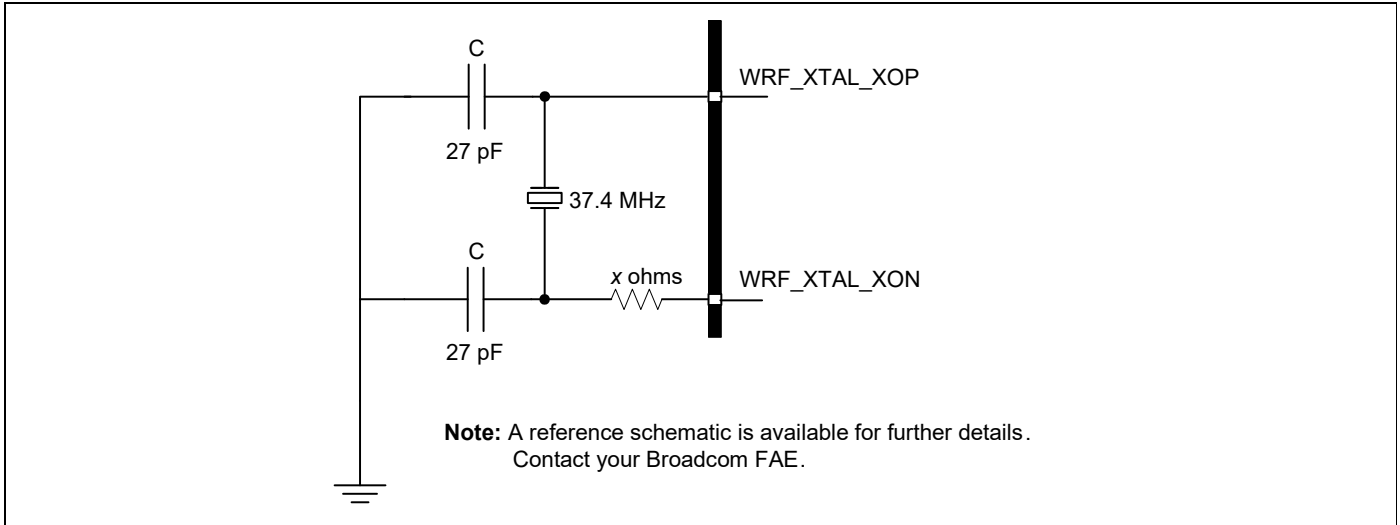 C
WRF_XTAL_XOP
27 pF
37.4 MHz
C
x ohms
WRF_XTAL_XON
27 pF
Note: A reference schematic is available for further details.
Contact your Broadcom FAE.